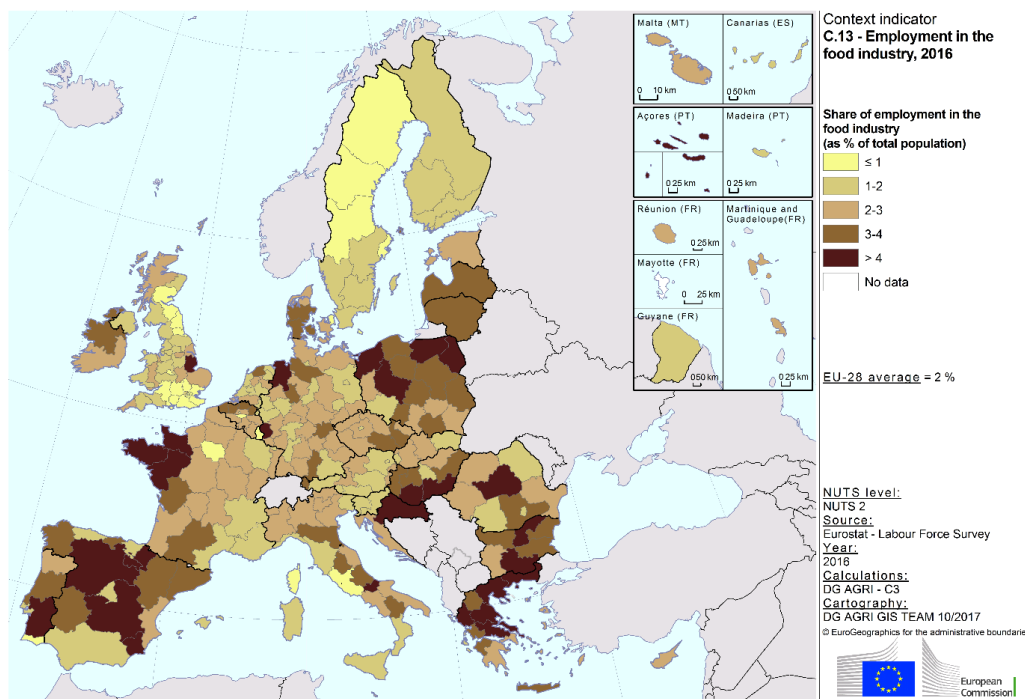 Malta (MT)
0 10 km
Canarias (ES)
0 50 km
Açores (PT)
0 25 km
Madeira (PT)
0 25 km
Réunion (FR)
0 25 km
Mayotte (FR)
0 25 km
Guyane (FR)
0 50 km
Martinique and
Guadeloupe(FR)
0 25 km
Context indicator
C.13 - Employment in the
food industry, 2016
Share of employment in the
food industry
(as % of total population)
≤ 1
1-2
2-3
3-4
> 4
No data
EU-28 average = 2 %
NUTS level:
NUTS 2
Source:
Eurostat - Labour Force Survey
Year:
2016
Calculations:
DG AGRI - C3
Cartography:
DG AGRI GIS TEAM 10/2017
© EuroGeographics for the administrative boundarie
European
Commission